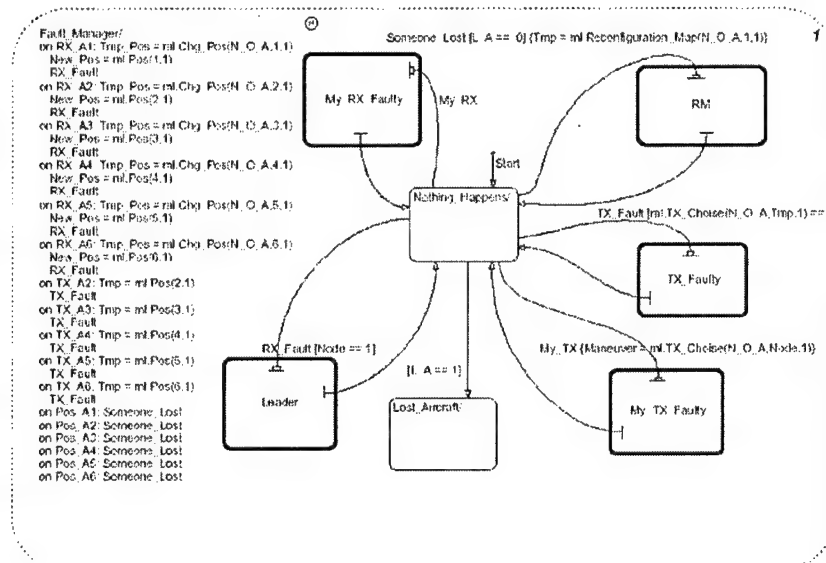 Fault_Manager/
on RX_A1: Tmp_Pos = ml.Chg_Pos(N_O_A,1,1)
New_Pos = ml.Pos(1,1)
RX_Fault
on RX_A2: Tmp_Pos = ml.Chg_Pos(N_O_A,2,1)
New_Pos = ml.Pos(2,1)
RX_Fault
on RX_A3: Tmp_Pos = ml.Chg_Pos(N_O_A,3,1)
New_Pos = ml.Pos(3,1)
RX_Fault
on RX_A4: Tmp_Pos = ml.Chg_Pos(N_O_A,4,1)
New_Pos = ml.Pos(4,1)
RX_Fault
on RX_A5: Tmp_Pos = ml.Chg_Pos(N_O_A,5,1)
New_Pos = ml.Pos(5,1)
RX_Fault
on RX_A6: Tmp_Pos = ml.Chg_Pos(N_O_A,6,1)
New_Pos = ml.Pos(6,1)
RX_Fault
on TX_A2: Tmp = ml.Pos(2,1)
TX_Fault
on TX_A3: Tmp = ml.Pos(3,1)
TX_Fault
on TX_A4: Tmp = ml.Pos(4,1)
TX_Fault
on TX_A5: Tmp = ml.Pos(5,1)
TX_Fault
on TX_A6: Tmp = ml.Pos(6,1)
TX_Fault
on Pos_A1: Someone_Lost
on Pos_A2: Someone_Lost
on Pos_A3: Someone_Lost
on Pos_A4: Someone_Lost
on Pos_A5: Someone_Lost
on Pos_A6: Someone_Lost
Someone_Lost [L_A == 0] {Tmp = ml.Reconfiguration_Map(N_O_A,1,1)}
1
My_RX_Faulty
My_RX
RM
Start
Nothing_Happens/
TX_Fault [ml.TX_Choise(N_O_A,Tmp,1) ==
TX_Faulty
RX_Fault [Node == 1]
[L_A == 1]
My_TX {Maneuver = ml.TX_Choise(N_O_A,Node,1)}
Leader
Lost_Aircraft/
My_TX_Faulty